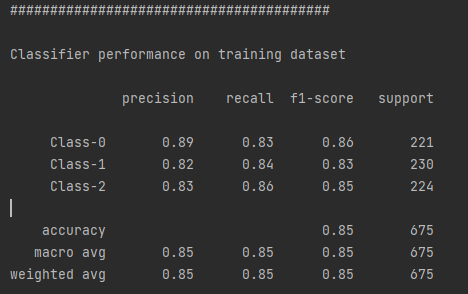 ########################################
Classifier performance on training dataset
precision recall f1-score support
Class-0 0.89 0.83 0.86 221
Class-1 0.82 0.84 0.83 230
Class-2 0.83 0.86 0.85 224
accuracy 0.85 675
macro avg 0.85 0.85 0.85 675
weighted avg 0.85 0.85 0.85 675